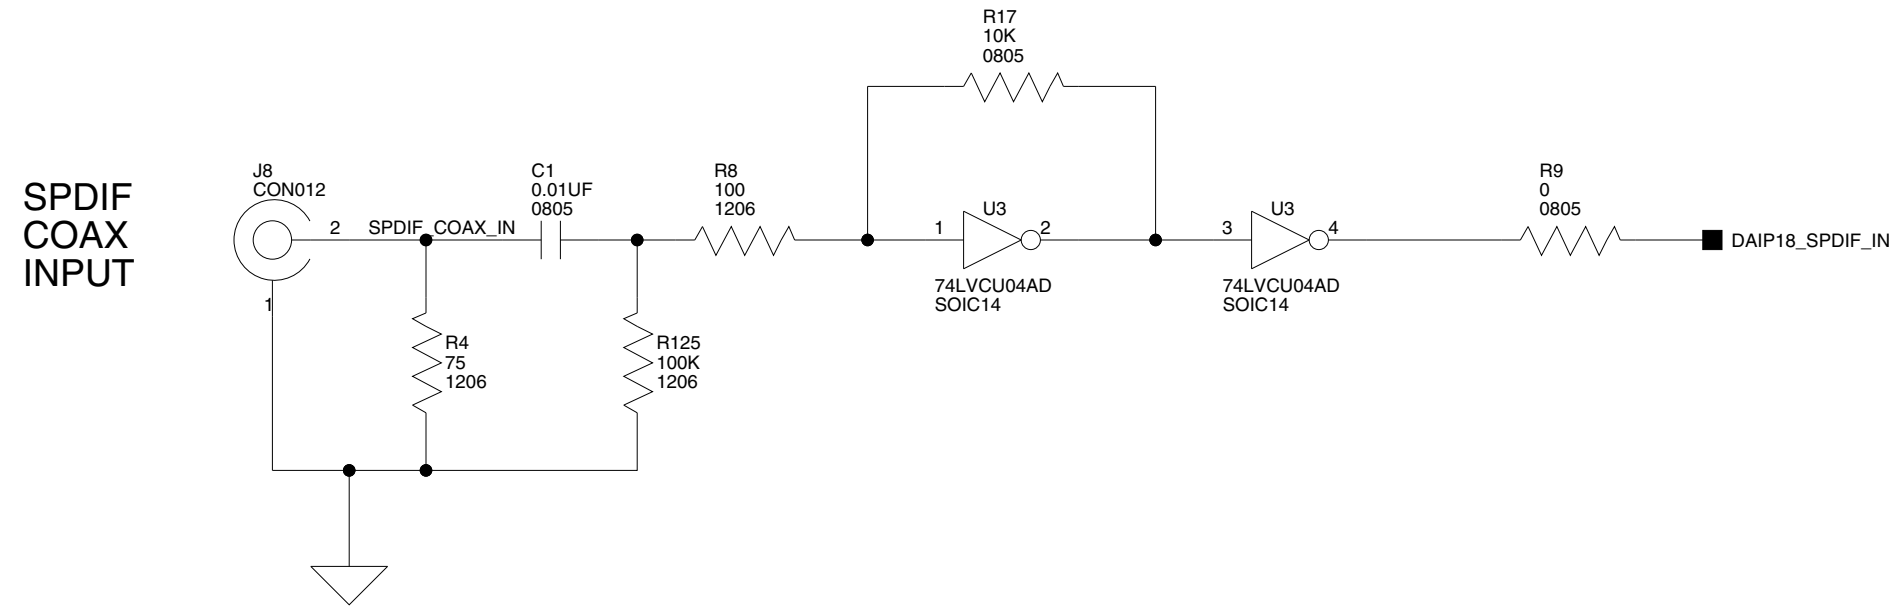 R17
10K
0805
SPDIF
COAX
INPUT
J8
CON012
2
SPDIF_COAX_IN
1
C1
0.01UF
0805
R8
100
1206
R4
75
1206
R125
100K
1206
1
U3
2
74LVCU04AD
SOIC14
3
U3
4
74LVCU04AD
SOIC14
R9
0
0805
DAIP18_SPDIF_IN